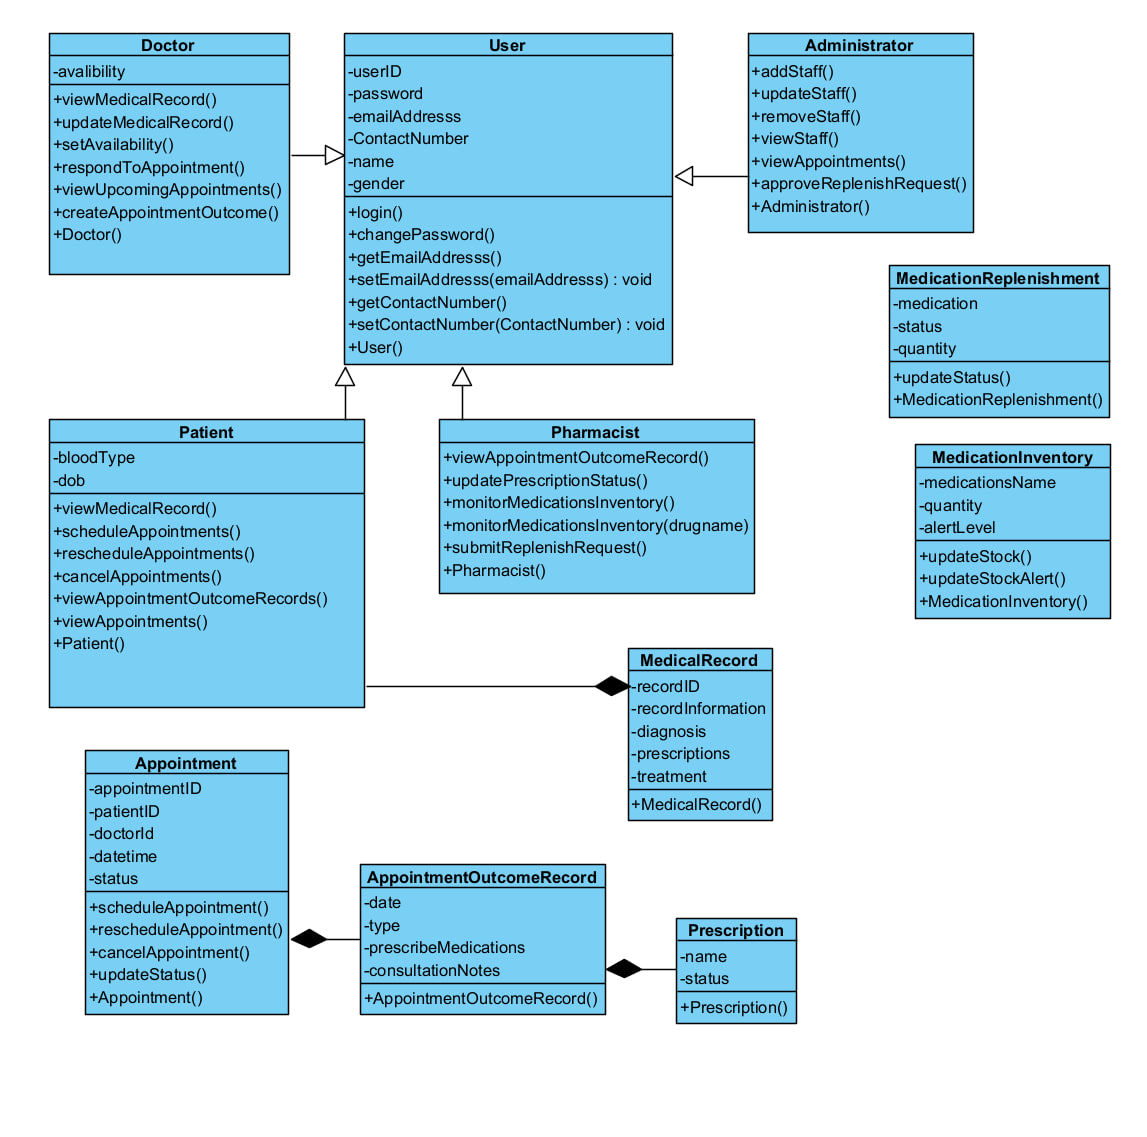 Doctor
-avalibility
+viewMedicalRecord()
+updateMedicalRecord()
+setAvailability()
+respondToAppointment()
+viewUpcomingAppointments()
+createAppointmentOutcome()
+Doctor()
User
-userID
-password
-emailAddresss
-ContactNumber
-name
-gender
+login()
+changePassword()
+getEmailAddresss()
+setEmailAddresss(emailAddresss) : void
+getContactNumber()
+setContactNumber(ContactNumber) : void
+User()
Administrator
+addStaff()
+updateStaff()
+removeStaff()
+viewStaff()
+viewAppointments()
+approveReplenishRequest()
+Administrator()
MedicationReplenishment
-medication
-status
-quantity
+updateStatus()
+MedicationReplenishment()
Patient
-bloodType
-dob
+viewMedicalRecord()
+scheduleAppointments()
+rescheduleAppointments()
+cancelAppointments()
+viewAppointmentOutcomeRecords()
+viewAppointments()
+Patient()
Pharmacist
+viewAppointmentOutcomeRecord()
+updatePrescriptionStatus()
+monitorMedicationsInventory()
+monitorMedicationsInventory(drugname)
+submitReplenishRequest()
+Pharmacist()
MedicationInventory
-medicationsName
-quantity
-alertLevel
+updateStock()
+updateStockAlert()
+MedicationInventory()
MedicalRecord
-recordID
-recordInformation
-diagnosis
-prescriptions
-treatment
+MedicalRecord()
Appointment
-appointmentID
-patientID
-doctorId
-datetime
-status
+scheduleAppointment()
+rescheduleAppointment()
+cancelAppointment()
+updateStatus()
+Appointment()
AppointmentOutcomeRecord
-date
-type
-prescribeMedications
-consultationNotes
+AppointmentOutcomeRecord()
Prescription
-name
-status
+Prescription()